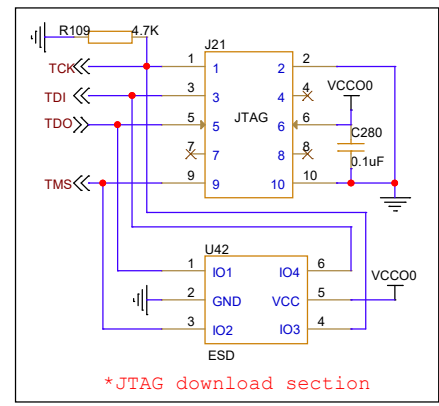 R109 4.7K
J21
TCK 1 1 2 2
VCCO0
TDI 3 3 4 4
JTAG
TDO 5 5 6 6
C280
7 7 8 8
0.1uF
TMS 9 9 10 10
U42
1 IO1 IO4 6
VCCO0
2 GND VCC 5
3 IO2 IO3 4
ESD
*JTAG download section